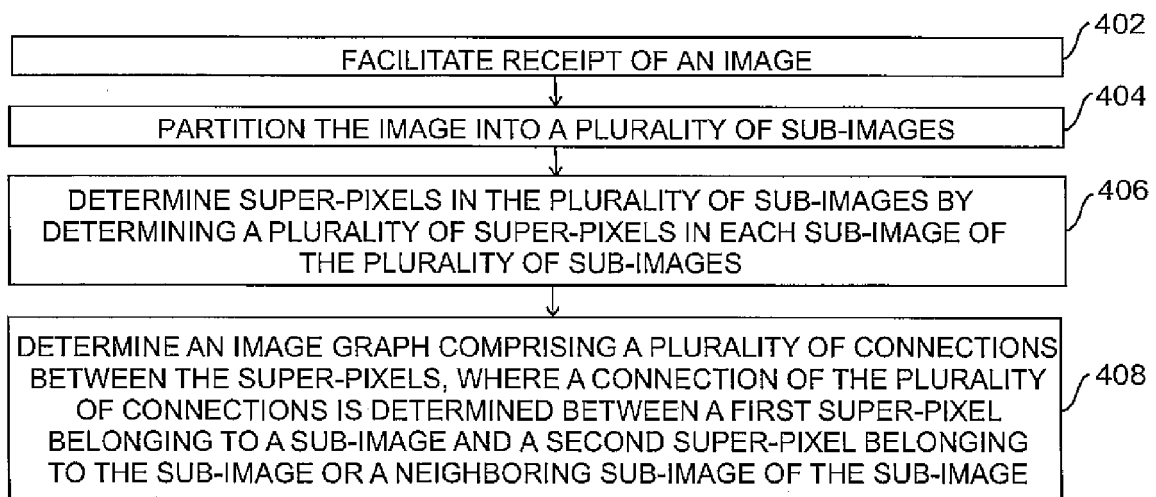 402
FACILITATE RECEIPT OF AN IMAGE
404
PARTITION THE IMAGE INTO A PLURALITY OF SUB-IMAGES
DETERMINE SUPER-PIXELS IN THE PLURALITY OF SUB-IMAGES BY
406
DETERMINING A PLURALITY OF SUPER-PIXELS IN EACH SUB-IMAGE OF
THE PLURALITY OF SUB-IMAGES
DETERMINE AN IMAGE GRAPH COMPRISING A PLURALITY OF CONNECTIONS
BETWEEN THE SUPER-PIXELS, WHERE A CONNECTION OF THE PLURALITY
408
OF CONNECTIONS IS DETERMINED BETWEEN A FIRST SUPER-PIXEL
BELONGING TO A SUB-IMAGE AND A SECOND SUPER-PIXEL BELONGING
TO THE SUB-IMAGE OR A NEIGHBORING SUB-IMAGE OF THE SUB-IMAGE